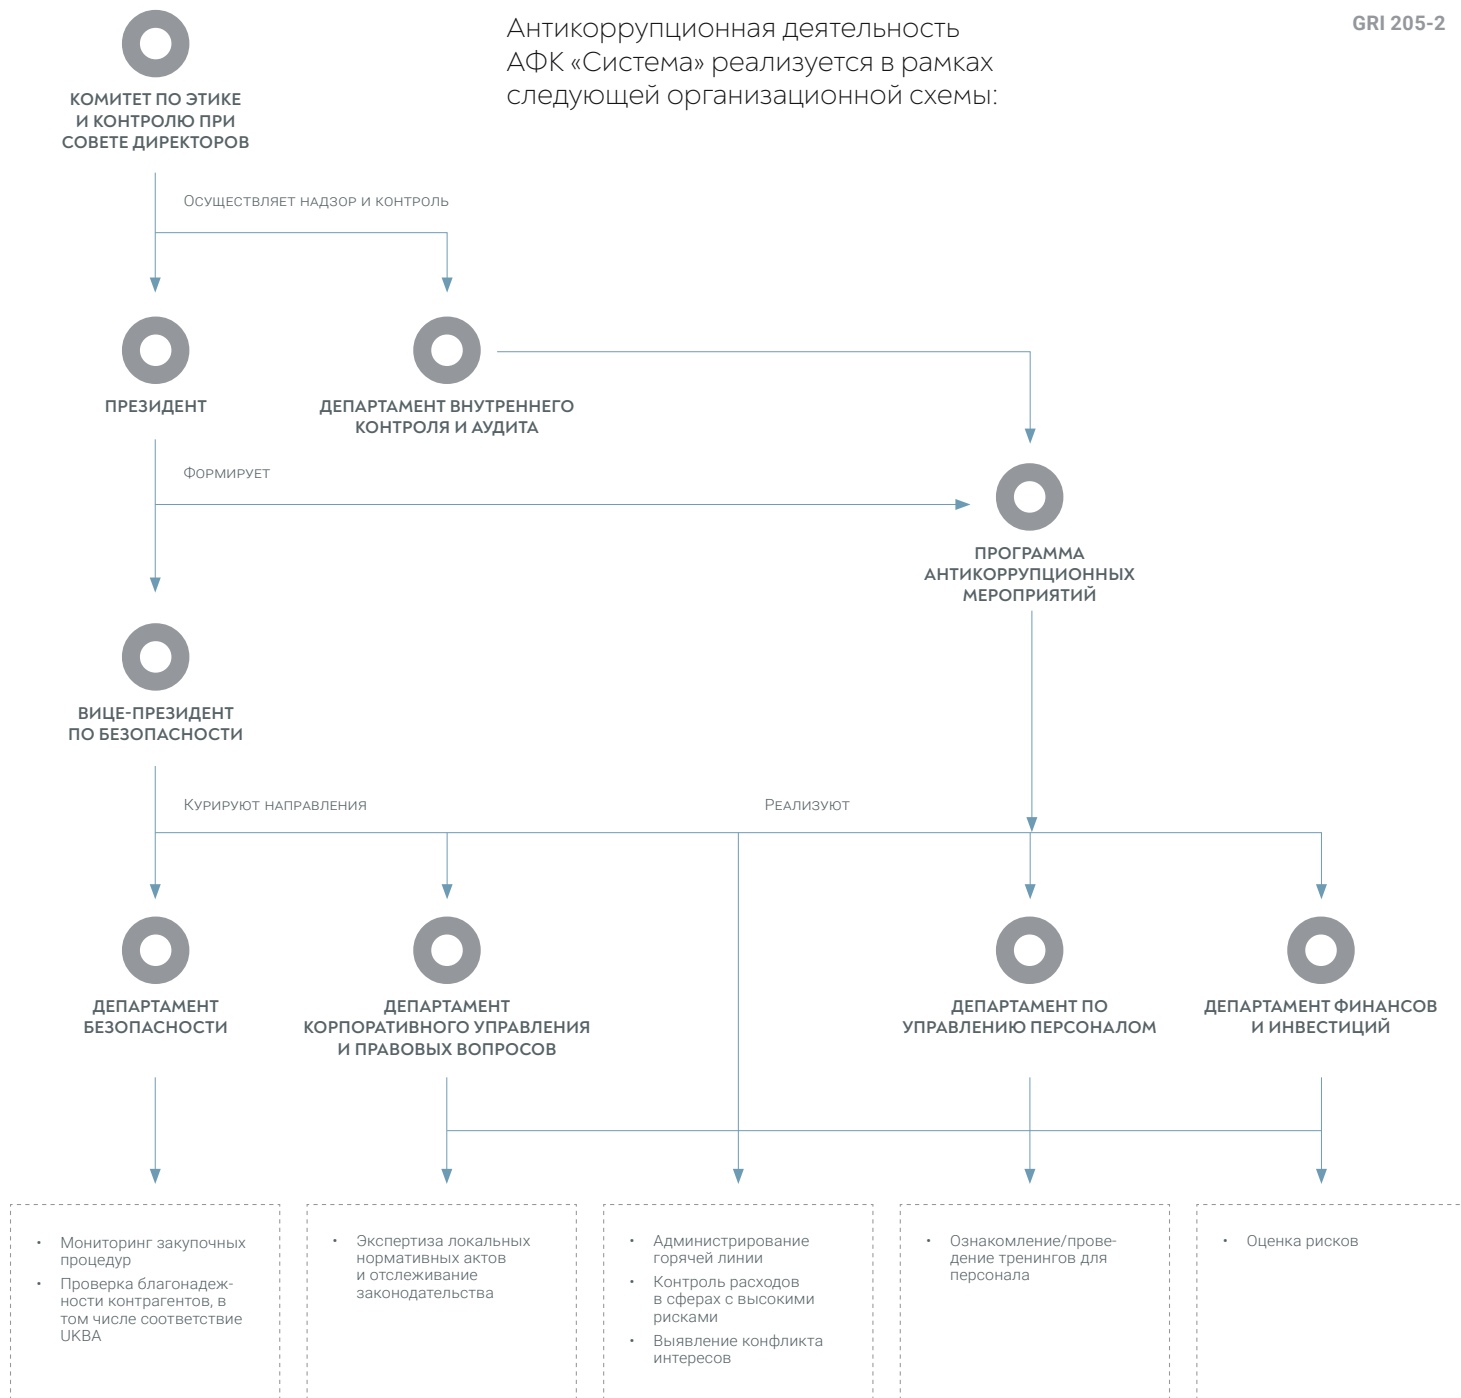 Антикоррупционная деятельность
АФК «Система» реализуется в рамках
следующей организационной схемы:
GRI 205-2
КОМИТЕТ ПО ЭТИКЕ
И КОНТРОЛЮ ПРИ
СОВЕТЕ ДИРЕКТОРОВ
Осуществляет надзор и контроль
ПРЕЗИДЕНТ
ДЕПАРТАМЕНТ ВНУТРЕННЕГО
КОНТРОЛЯ И АУДИТА
Формирует
ПРОГРАММА
АНТИКОРРУПЦИОННЫХ
МЕРОПРИЯТИЙ
ВИЦЕ-ПРЕЗИДЕНТ
ПО БЕЗОПАСНОСТИ
Курируют направления
Реализуют
ДЕПАРТАМЕНТ
БЕЗОПАСНОСТИ
ДЕПАРТАМЕНТ
КОРПОРАТИВНОГО УПРАВЛЕНИЯ
И ПРАВОВЫХ ВОПРОСОВ
ДЕПАРТАМЕНТ ПО
УПРАВЛЕНИЮ ПЕРСОНАЛОМ
ДЕПАРТАМЕНТ ФИНАНСОВ
И ИНВЕСТИЦИЙ
• Мониторинг закупочных
процедур
• Проверка благонадеж-
ности контрагентов, в
том числе соответствие
UKBA
• Экспертиза локальных
нормативных актов
и отслеживание
законодательства
• Администрирование
горячей линии
• Контроль расходов
в сферах с высокими
рисками
• Выявление конфликта
интересов
• Ознакомление/прове-
дение тренингов для
персонала
• Оценка рисков